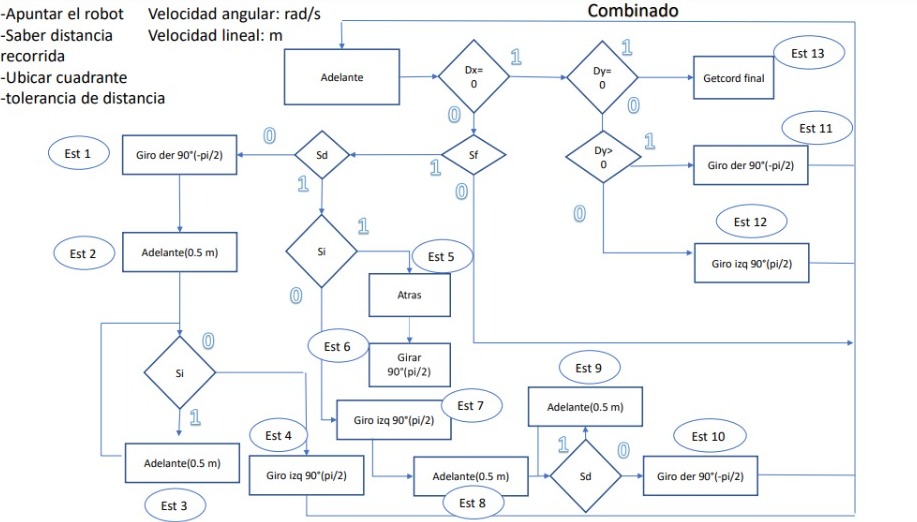 Combinado
-Apuntar el robot
-Saber distancia
recorrida
-Ubicar cuadrante
-tolerancia de distancia
Velocidad angular: rad/s
Velocidad lineal: m
Adelante
Dx=
0
1
0
Dy=
0
1
0
Getcord final
Est 13
Est 1
Giro der 90°(-pi/2)
0
Sd
1
1
Sf
0
Dy>
0
1
0
Est 11
Giro der 90°(-pi/2)
Est 12
Giro izq 90°(pi/2)
Est 2
Adelante(0.5 m)
Si
1
0
Est 5
Atras
Est 6
Girar
90°(pi/2)
Si
0
1
Est 9
Adelante(0.5 m)
Giro izq 90°(pi/2)
Est 7
Est 4
Est 10
Adelante(0.5 m)
Est 3
Giro izq 90°(pi/2)
Adelante(0.5 m)
Est 8
Sd
1
0
Giro der 90°(-pi/2)